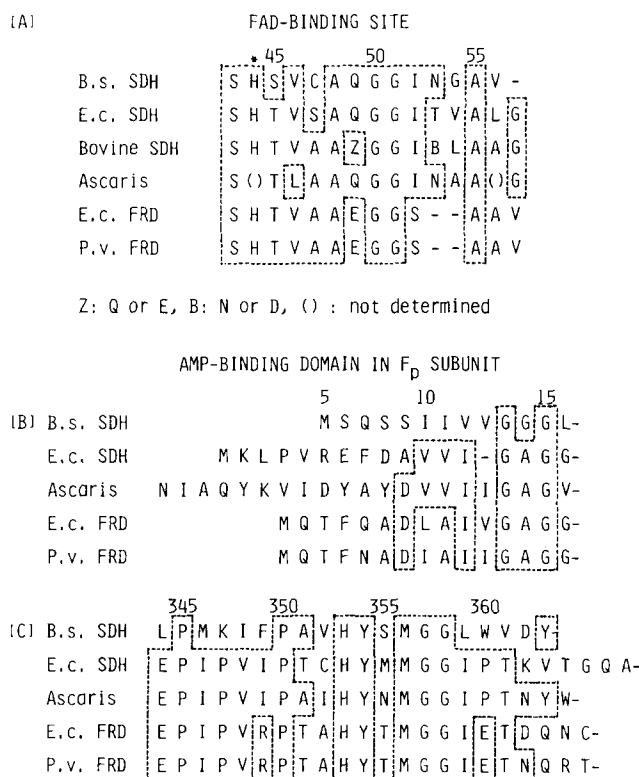 [A] FAD-BINDING SITE
* 45 50 55
B.s. SDH S H S V C A Q G G I N G A V -
E.c. SDH S H T V S A Q G G I T V A L G
Bovine SDH S H T V A A Z G G I B L A A G
Ascaris S () T L A A Q G G I N A A () G
E.c. FRD S H T V A A E G G S - - A A V
P.v. FRD S H T V A A E G G S - - A A V
Z: Q or E, B: N or D, () : not determined
AMP-BINDING DOMAIN IN Fp SUBUNIT
5 10 15
[B] B.s. SDH M S Q S S I I V V G G G L-
E.c. SDH M K L P V R E F D A V V I - G A G G-
Ascaris N I A Q Y K V I D Y A Y D V V I I G A G V-
E.c. FRD M Q T F Q A D L A I V G A G G-
P.v. FRD M Q T F N A D I A I I G A G G-
345 350 355 360
[C] B.s. SDH L P M K I F P A V H Y S M G G L W V D Y-
E.c. SDH E P I P V I P T C H Y M M G G I P T K V T G Q A-
Ascaris E P I P V I P A I H Y N M G G I P T N Y W-
E.c. FRD E P I P V R P T A H Y T M G G I E T D Q N C-
P.v. FRD E P I P V R P T A H Y T M G G I E T N Q R T-